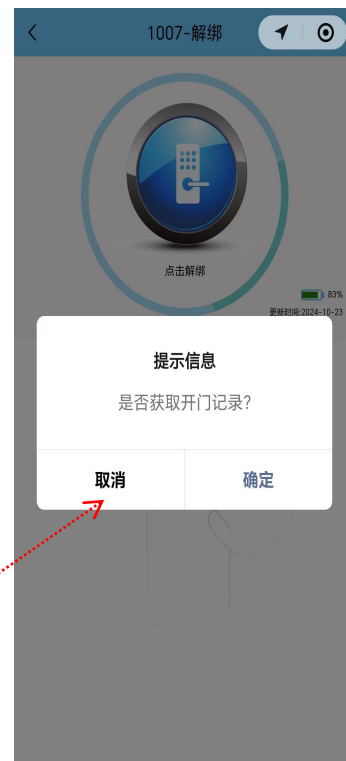 1007-解绑
点击解绑
83%
更新时间:2024-10-23
提示信息
是否获取开门记录?
取消
确定